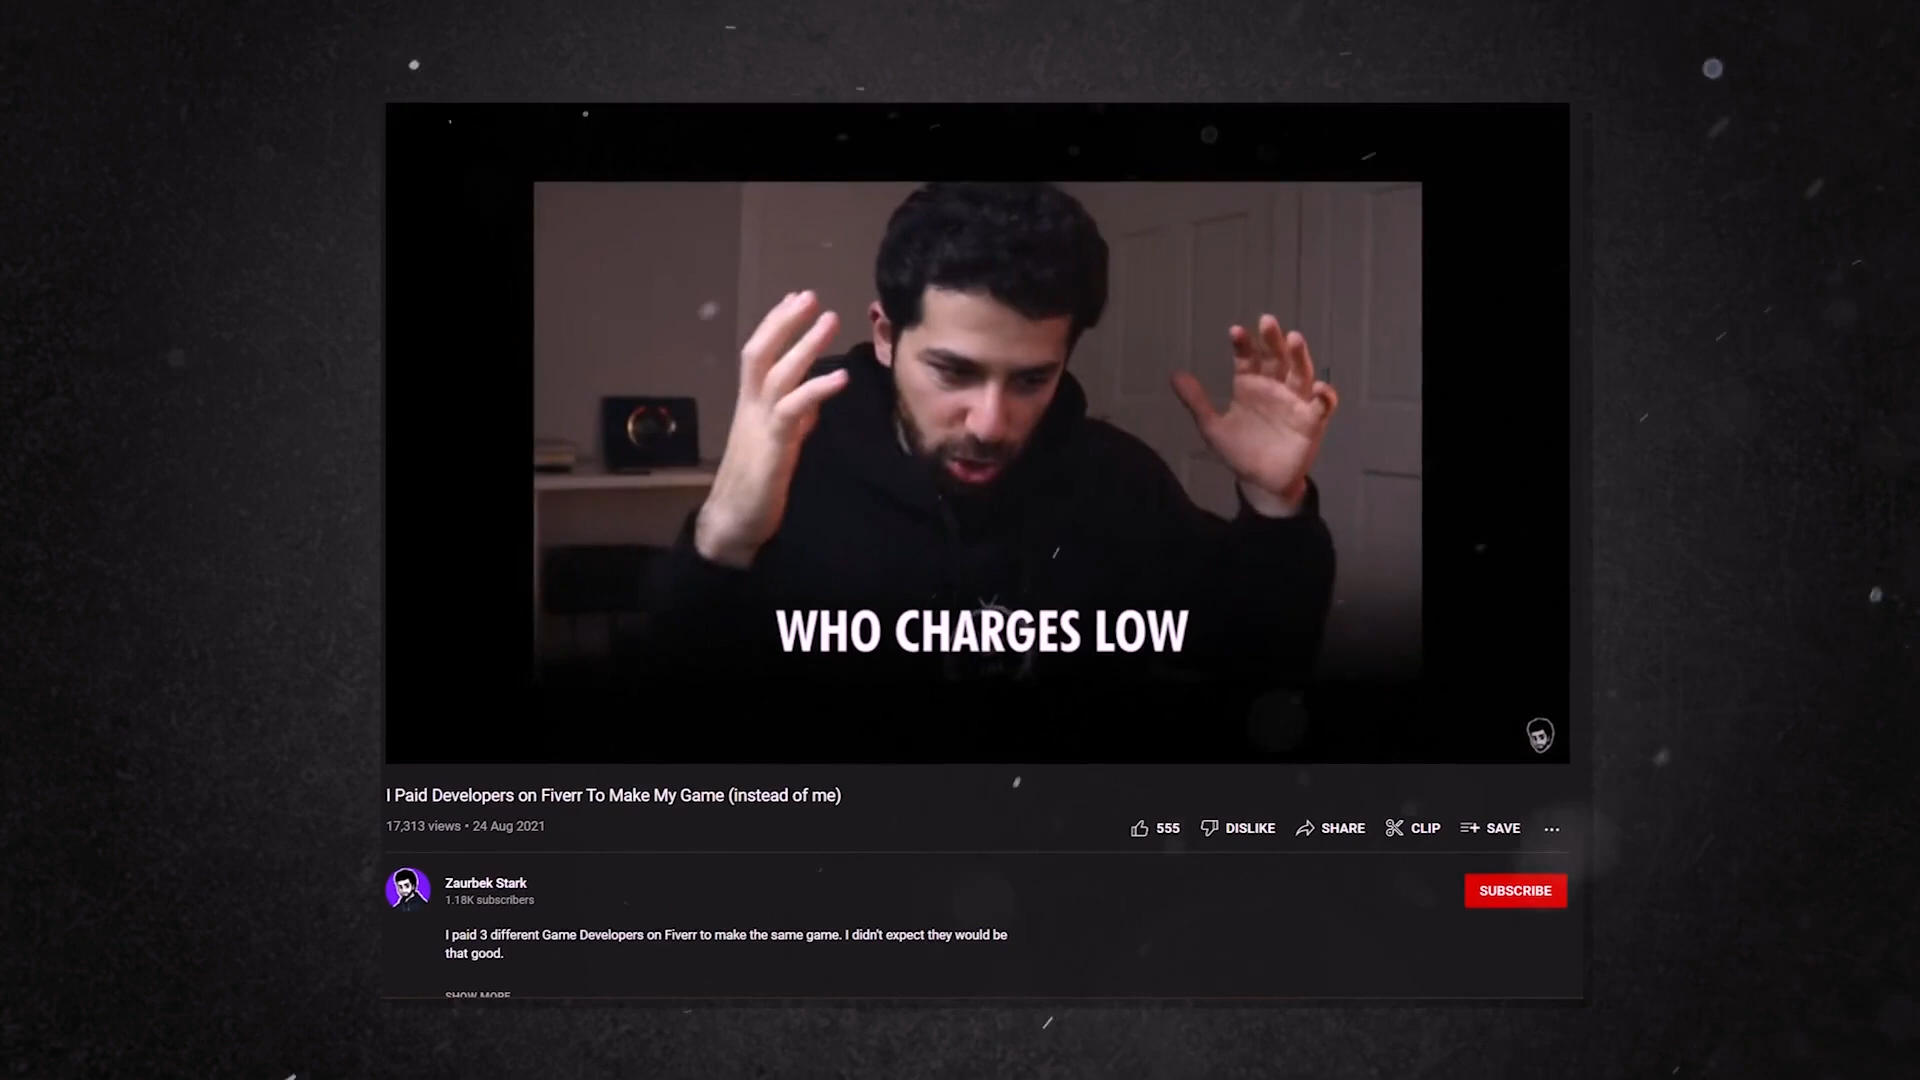 WHO CHARGES LOW
I Paid Developers on Fiverr To Make My Game (instead of me)
17,313 views • 24 Aug 2021
555 DISLIKE SHARE CLIP SAVE ...
Zaurbek Stark
1.18K subscribers
SUBSCRIBE
I paid 3 different Game Developers on Fiverr to make the same game. I didn't expect they would be
that good.
SHOW MORE